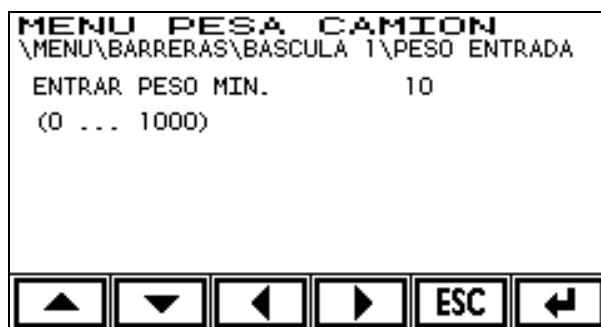 MENU PESA CAMION
\MENU\BARRERAS\BASCULA 1\PESO ENTRADA
ENTRAR PESO MIN. 10
(0 ... 1000)
ESC